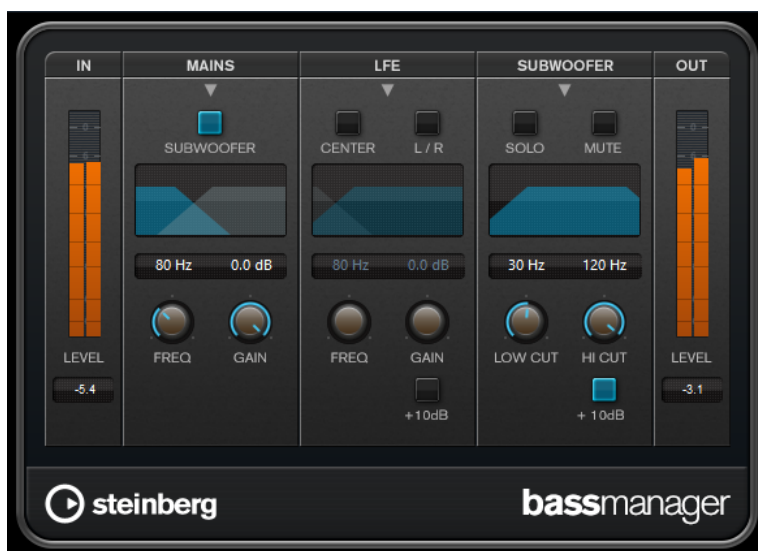 IN MAINS LFE SUBWOOFER OUT
SUBWOOFER CENTER L / R SOLO MUTE
80 Hz 0.0 dB 80 Hz 0.0 dB 30 Hz 120 Hz
LEVEL FREQ GAIN FREQ GAIN LOW CUT HI CUT LEVEL
-5.4 -3.1
+10dB + 10dB
steinberg bassmanager